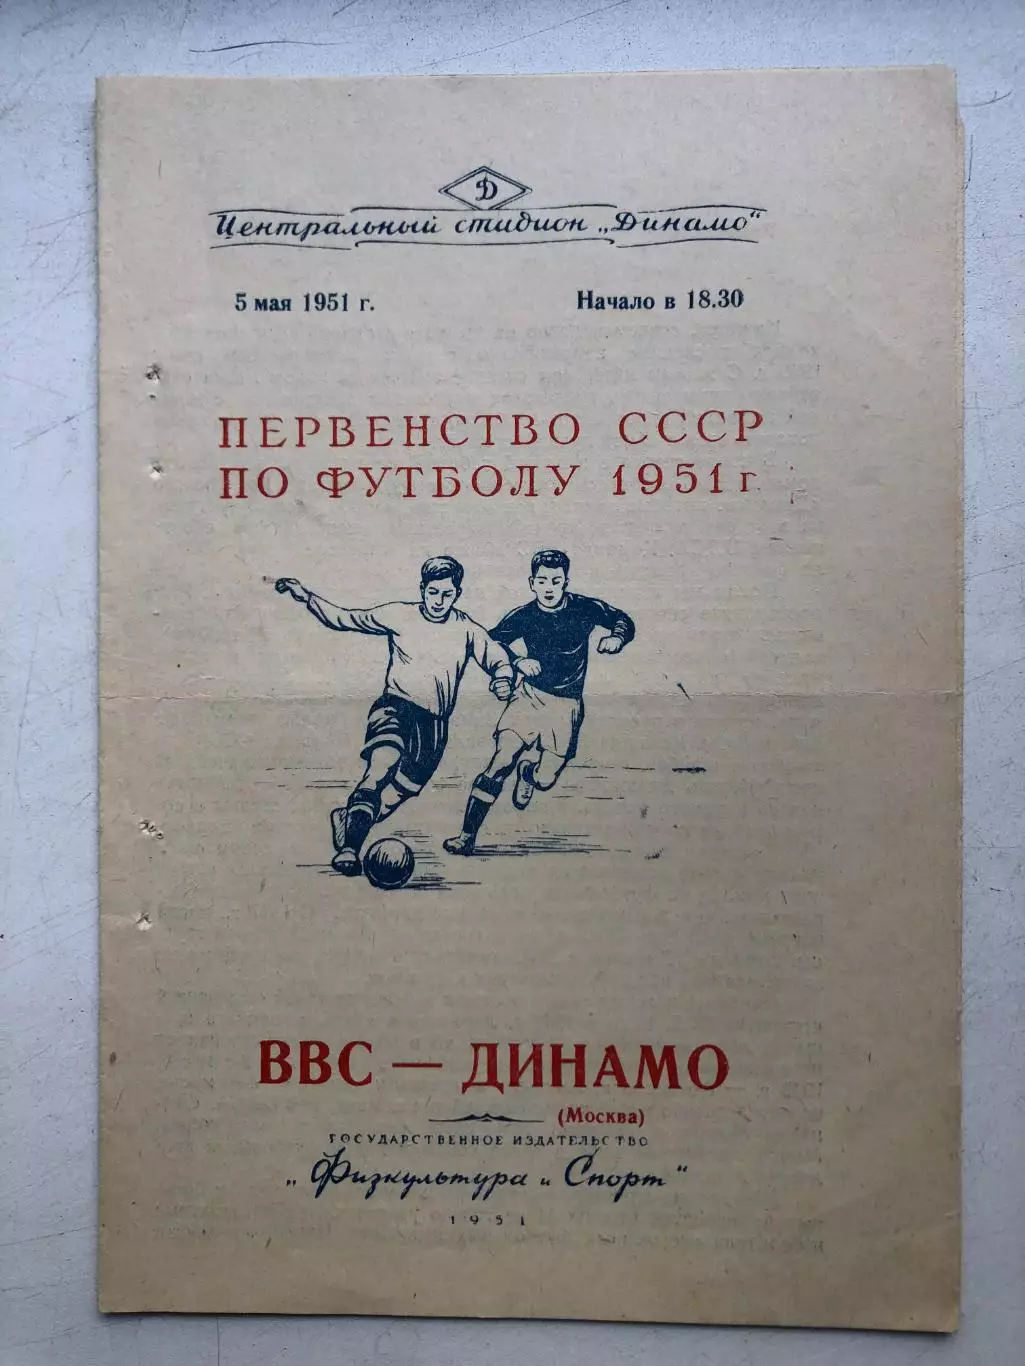 Д
Центральный стадион „Динамо“
5 мая 1951 г. Начало в 18.30
ПЕРВЕНСТВО СССР
ПО ФУТБОЛУ 1951 г.
ВВС — ДИНАМО
(Москва)
ГОСУДАРСТВЕННОЕ ИЗДАТЕЛЬСТВО
„Физкультура и Спорт“
1951